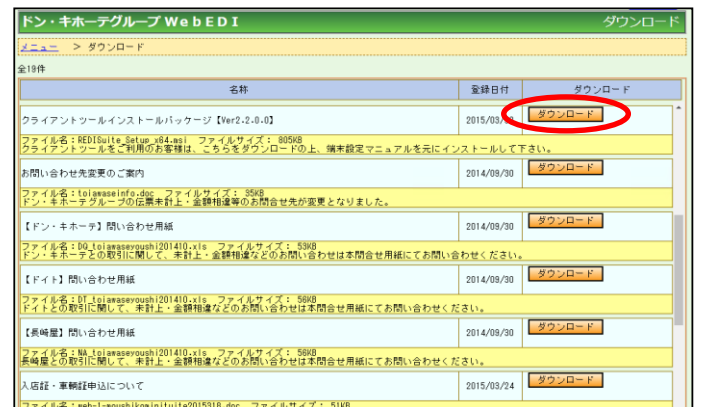 ドン・キホーテグループ WebEDI ダウンロード
メニュー > ダウンロード
全19件
名称 登録日付 ダウンロード
クライアントツールインストールパッケージ【Ver2.2.0.0】 2015/03/ ダウンロード
ファイル名：REDISuite_Setup_x64.msi ファイルサイズ： 805KB
クライアントツールをご利用のお客様は、こちらをダウンロードの上、端末設定マニュアルを元にインストールして下さい。
お問い合わせ先変更のご案内 2014/09/30 ダウンロード
ファイル名：toiawaseinfo.doc ファイルサイズ： 35KB
ドン・キホーテグループの伝票未計上・金額相違等のお問合せ先が変更となりました。
【ドン・キホーテ】問い合わせ用紙 2014/09/30 ダウンロード
ファイル名：DQ_toiawaseyoushi201410.xls ファイルサイズ： 53KB
ドン・キホーテとの取引に関して、未計上・金額相違などのお問い合わせは本問合せ用紙にてお問い合わせください。
【ドイト】問い合わせ用紙 2014/09/30 ダウンロード
ファイル名：DT_toiawaseyoushi201410.xls ファイルサイズ： 56KB
ドイトとの取引に関して、未計上・金額相違などのお問い合わせは本問合せ用紙にてお問い合わせください。
【長崎屋】問い合わせ用紙 2014/09/30 ダウンロード
ファイル名：NA_toiawaseyoushi201410.xls ファイルサイズ： 56KB
長崎屋との取引に関して、未計上・金額相違などのお問い合わせは本問合せ用紙にてお問い合わせください。
入店証・車輌証申込について 2015/03/24 ダウンロード
ファイル名：web-1-moushikominituite2015318.doc ファイルサイズ： 51KB